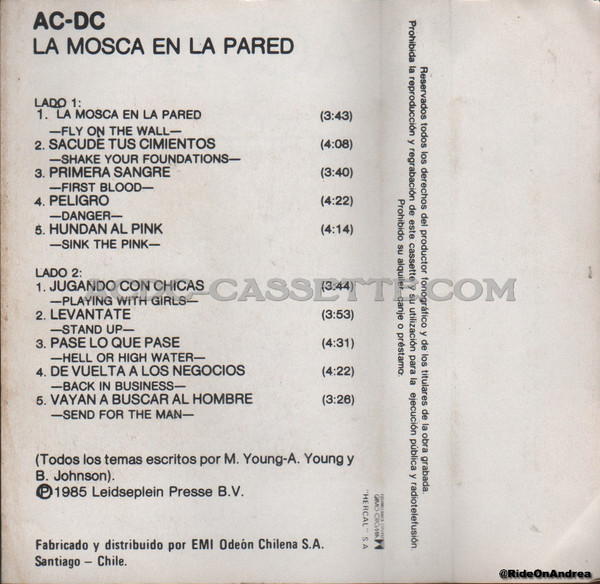 AC-DC
LA MOSCA EN LA PARED
LADO 1:
1. LA MOSCA EN LA PARED (3:43)
—FLY ON THE WALL—
2. SACUDE TUS CIMIENTOS (4:08)
—SHAKE YOUR FOUNDATIONS—
3. PRIMERA SANGRE (3:40)
—FIRST BLOOD—
4. PELIGRO (4:22)
—DANGER—
5. HUNDAN AL PINK (4:14)
—SINK THE PINK—
LADO 2:
1. JUGANDO CON CHICAS (3:44)
—PLAYING WITH GIRLS—
2. LEVANTATE (3:53)
—STAND UP—
3. PASE LO QUE PASE (4:31)
—HELL OR HIGH WATER—
4. DE VUELTA A LOS NEGOCIOS (4:22)
—BACK IN BUSINESS—
5. VAYAN A BUSCAR AL HOMBRE (3:26)
—SEND FOR THE MAN—
(Todos los temas escritos por M. Young-A. Young y
B. Johnson).
Ⓟ1985 Leidseplein Presse B.V.
Fabricado y distribuido por EMI Odeón Chilena S.A.
Santiago – Chile.
Reservados todos los derechos del productor fonográfico y de los titulares de la obra grabada.
Prohibida la reproducción y regrabación de este cassette y su utilización para la ejecución pública y radiotelefusión.
Prohibido su alquiler canje o préstamo.
"HERCAL" S A
@RideOnAndrea